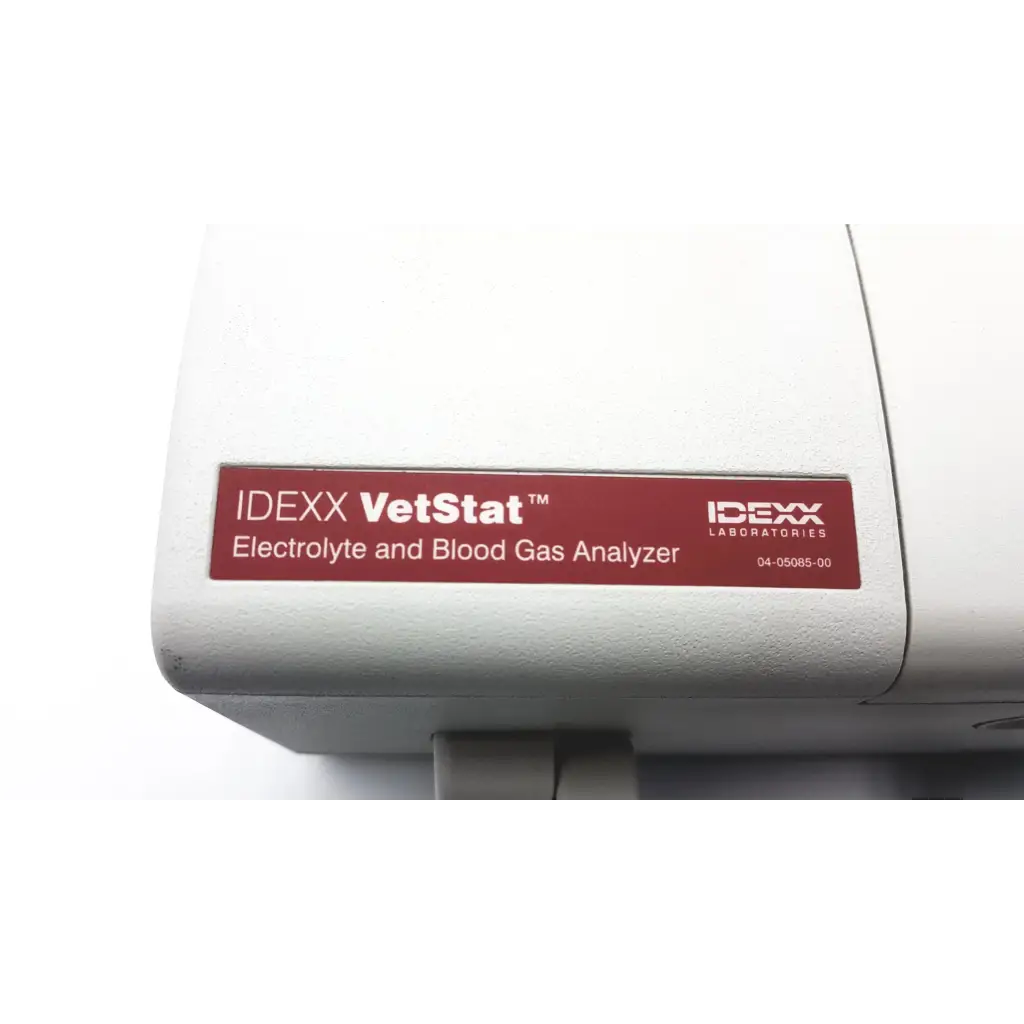 IDEXX VetStat™
Electrolyte and Blood Gas Analyzer
IDEXX
LABORATORIES
04-05085-00